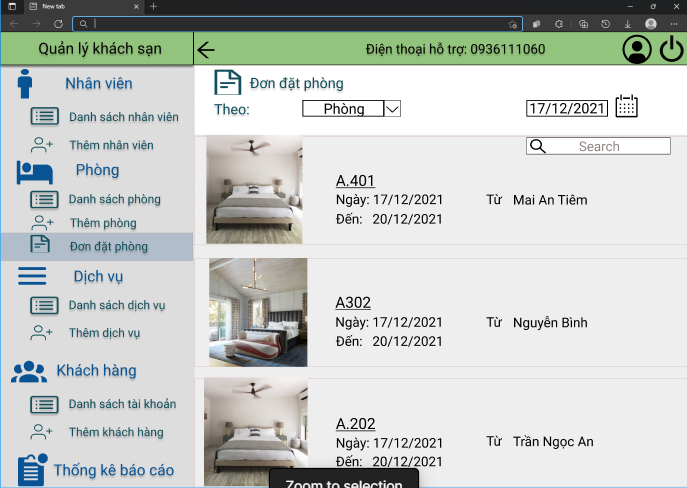 New tab
Quản lý khách sạn
Điện thoại hỗ trợ: 0936111060
Nhân viên
Danh sách nhân viên
Thêm nhân viên
Phòng
Danh sách phòng
Thêm phòng
Đơn đặt phòng
Dịch vụ
Danh sách dịch vụ
Thêm dịch vụ
Khách hàng
Danh sách tài khoản
Thêm khách hàng
Thống kê báo cáo
Đơn đặt phòng
Theo:
Phòng
17/12/2021
Search
A.401
Ngày: 17/12/2021
Từ Mai An Tiêm
Đến: 20/12/2021
A302
Ngày: 17/12/2021
Từ Nguyễn Bình
Đến: 20/12/2021
A.202
Ngày: 17/12/2021
Từ Trần Ngọc An
Đến: 20/12/2021
Zoom to selection